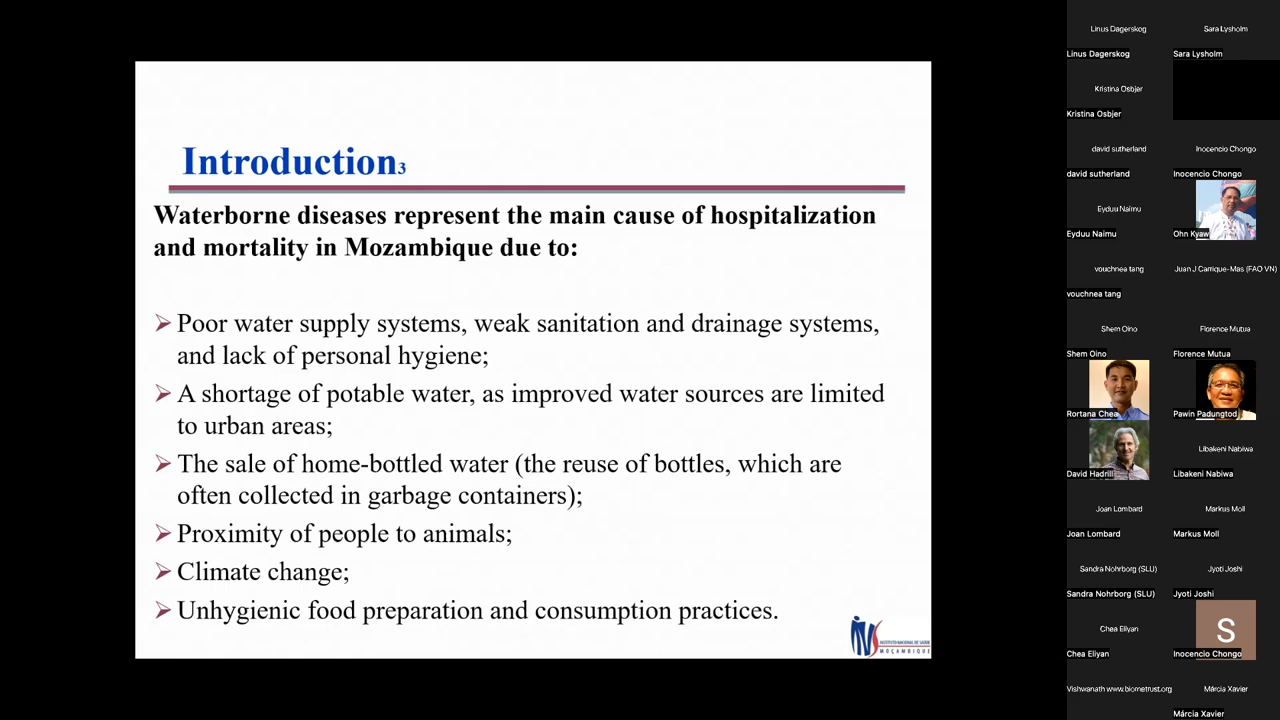 Introduction3
Waterborne diseases represent the main cause of hospitalization
and mortality in Mozambique due to:
➢ Poor water supply systems, weak sanitation and drainage systems,
and lack of personal hygiene;
➢ A shortage of potable water, as improved water sources are limited
to urban areas;
➢ The sale of home-bottled water (the reuse of bottles, which are
often collected in garbage containers);
➢ Proximity of people to animals;
➢ Climate change;
➢ Unhygienic food preparation and consumption practices.
INS
INSTITUTO NACIONAL DE SAÚDE
MOÇAMBIQUE
Linus Dagerskog
Linus Dagerskog
Sara Lysholm
Sara Lysholm
Kristina Osbjer
Kristina Osbjer
david sutherland
david sutherland
Inocencio Chongo
Inocencio Chongo
Eyduu Naimu
Eyduu Naimu
Ohn Kyaw
vouchnea tang
vouchnea tang
Juan J Carrique-Mas (FAO VN)
Shem Oino
Shem Oino
Florence Mutua
Florence Mutua
Rortana Chea
Pawin Padungtod
David Hadrill
Libakeni Nabiwa
Libakeni Nabiwa
Joan Lombard
Joan Lombard
Markus Moll
Markus Moll
Sandra Nohrborg (SLU)
Sandra Nohrborg (SLU)
Jyoti Joshi
Jyoti Joshi
Chea Eliyan
Chea Eliyan
S
Inocencio Chongo
Vishwanath www.biometrust.org
Márcia Xavier
Márcia Xavier